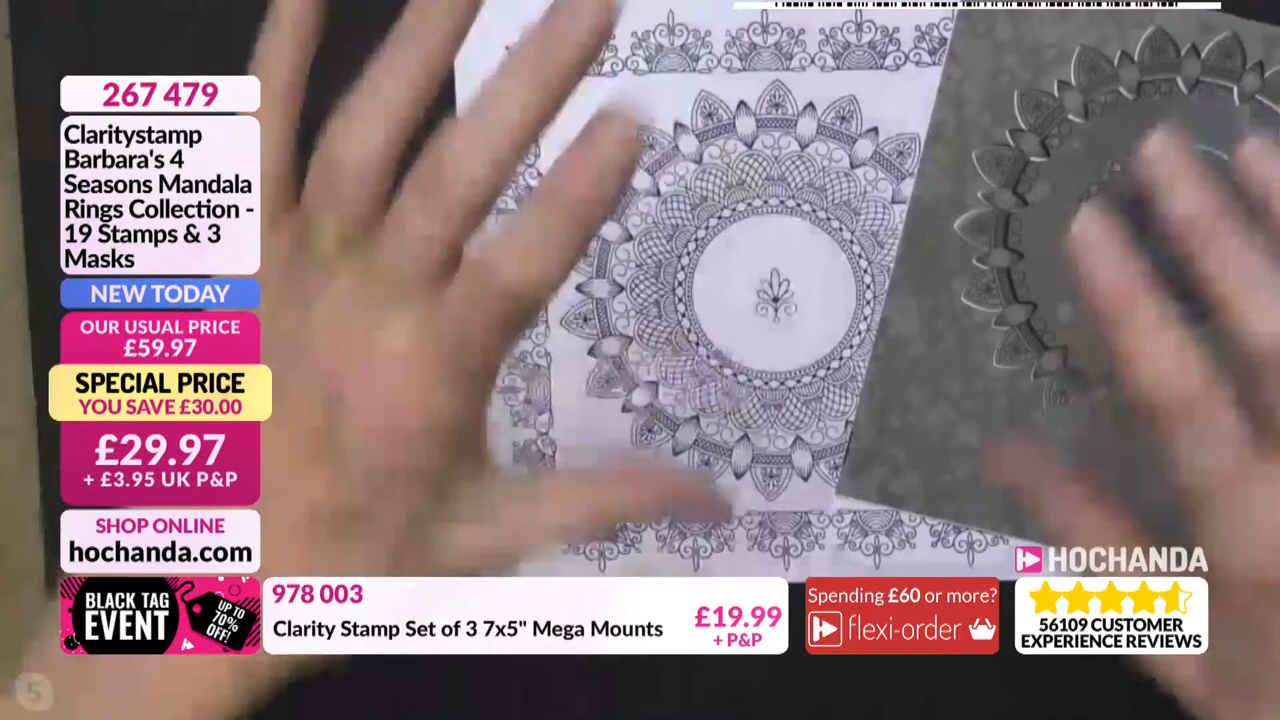 267 479
Claritystamp
Barbara's 4
Seasons Mandala
Rings Collection -
19 Stamps & 3
Masks
NEW TODAY
OUR USUAL PRICE
£59.97
SPECIAL PRICE
YOU SAVE £30.00
£29.97
+ £3.95 UK P&P
SHOP ONLINE
hochanda.com
BLACK TAG
EVENT
UP TO
70%
OFF!
978 003
Clarity Stamp Set of 3 7x5" Mega Mounts
£19.99
+ P&P
Spending £60 or more?
flexi-order
HOCHANDA
56109 CUSTOMER
EXPERIENCE REVIEWS
5